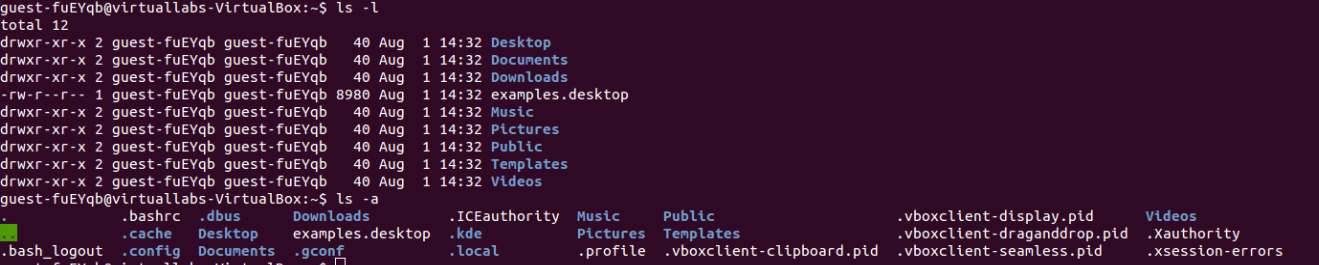 guest-fuEYqb@virtuallabs-VirtualBox:~$ ls -l
total 12
drwxr-xr-x 2 guest-fuEYqb guest-fuEYqb   40 Aug  1 14:32 Desktop
drwxr-xr-x 2 guest-fuEYqb guest-fuEYqb   40 Aug  1 14:32 Documents
drwxr-xr-x 2 guest-fuEYqb guest-fuEYqb   40 Aug  1 14:32 Downloads
-rw-r--r-- 1 guest-fuEYqb guest-fuEYqb 8980 Aug  1 14:32 examples.desktop
drwxr-xr-x 2 guest-fuEYqb guest-fuEYqb   40 Aug  1 14:32 Music
drwxr-xr-x 2 guest-fuEYqb guest-fuEYqb   40 Aug  1 14:32 Pictures
drwxr-xr-x 2 guest-fuEYqb guest-fuEYqb   40 Aug  1 14:32 Public
drwxr-xr-x 2 guest-fuEYqb guest-fuEYqb   40 Aug  1 14:32 Templates
drwxr-xr-x 2 guest-fuEYqb guest-fuEYqb   40 Aug  1 14:32 Videos
guest-fuEYqb@virtuallabs-VirtualBox:~$ ls -a
.             .bashrc  .dbus      Downloads         .ICEauthority  Music     Public                    .vboxclient-display.pid      Videos
..            .cache   Desktop    examples.desktop  .kde           Pictures  Templates                 .vboxclient-draganddrop.pid  .Xauthority
.bash_logout  .config  Documents  .gconf            .local         .profile  .vboxclient-clipboard.pid  .vboxclient-seamless.pid     .xsession-errors